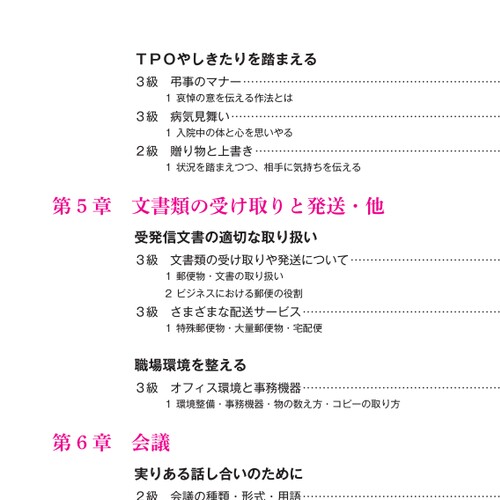 ＴＰＯやしきたりを踏まえる
３級　弔事のマナー…………………………………………
1 哀悼の意を伝える作法とは
３級　病気見舞い……………………………………………
1 入院中の体と心を思いやる
２級　贈り物と上書き………………………………………
1 状況を踏まえつつ、相手に気持ちを伝える
第５章　文書類の受け取りと発送・他
受発信文書の適切な取り扱い
３級　文書類の受け取りや発送について…………………
1 郵便物・文書の取り扱い
2 ビジネスにおける郵便の役割
３級　さまざまな配送サービス……………………………
1 特殊郵便物・大量郵便物・宅配便
職場環境を整える
３級　オフィス環境と事務機器……………………………
1 環境整備・事務機器・物の数え方・コピーの取り方
第６章　会議
実りある話し合いのために
２級　会議の種類・形式・用語……………………………